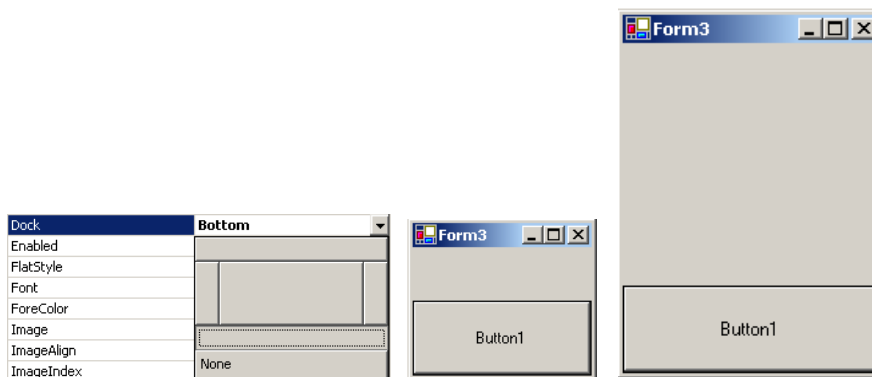 Dock Bottom
Enabled
FlatStyle
Font
ForeColor
Image
ImageAlign
None
ImageIndex
Form3
Button1
Form3
Button1